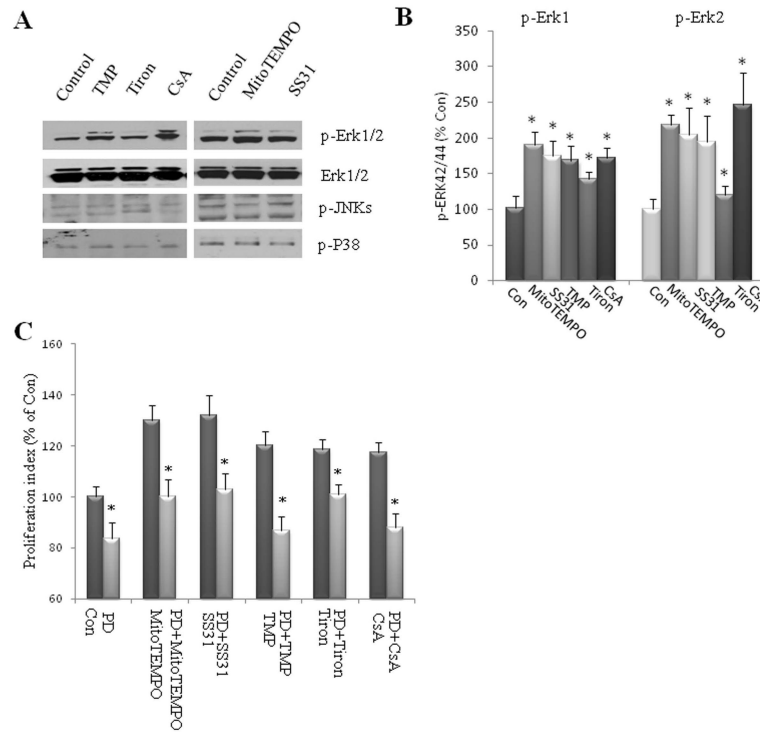 A
Control
TMP
Tiron
CsA
Control
MitoTEMPO
SS31
p-Erk1/2
Erk1/2
p-JNKs
p-P38
B
p-Erk1
p-Erk2
p-ERK42/44 (% Con)
350
300
250
200
150
100
50
0
* * * * *
* * * * *
Con
MitoTEMPO
SS31
TMP
Tiron
CsA
Con
MitoTEMPO
SS31
TMP
Tiron
Cs
C
Proliferation index (% of Con)
160
140
120
100
80
60
* * * * * *
PD
Con
PD+MitoTEMPO
MitoTEMPO
PD+SS31
SS31
PD+TMP
TMP
PD+Tiron
Tiron
PD+CsA
CsA